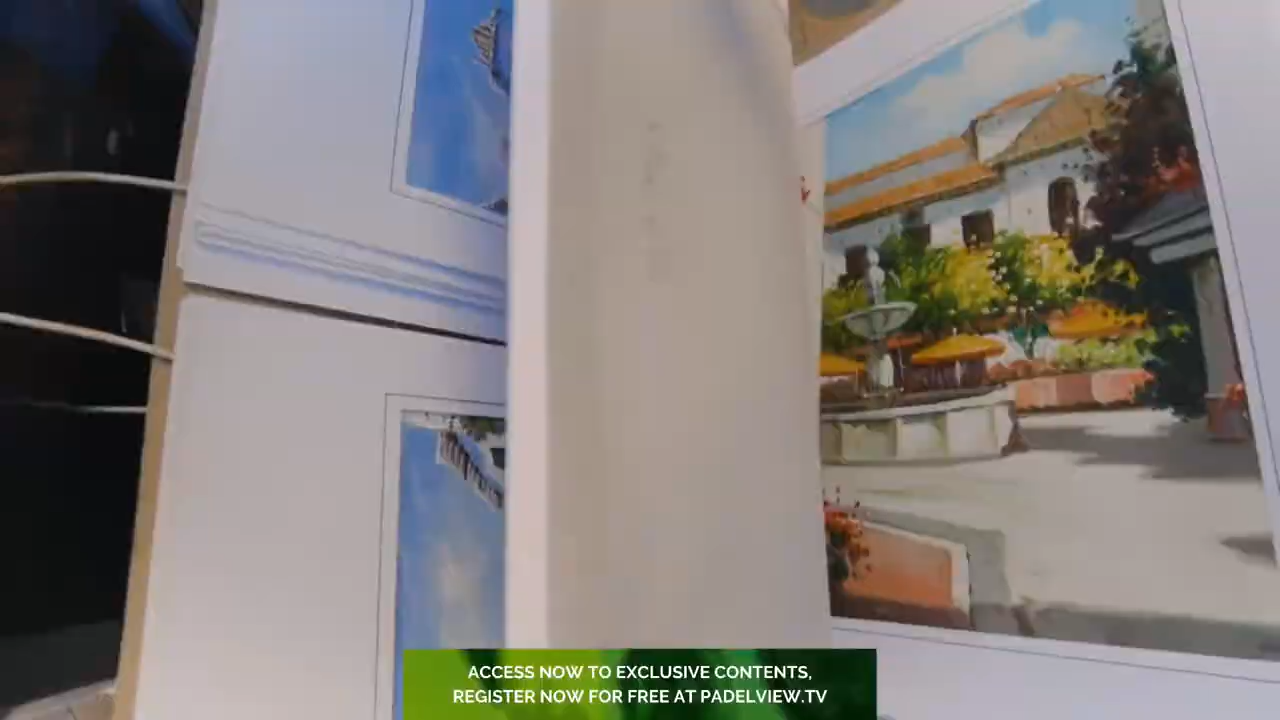 ACCESS NOW TO EXCLUSIVE CONTENTS,
REGISTER NOW FOR FREE AT PADELVIEW.TV